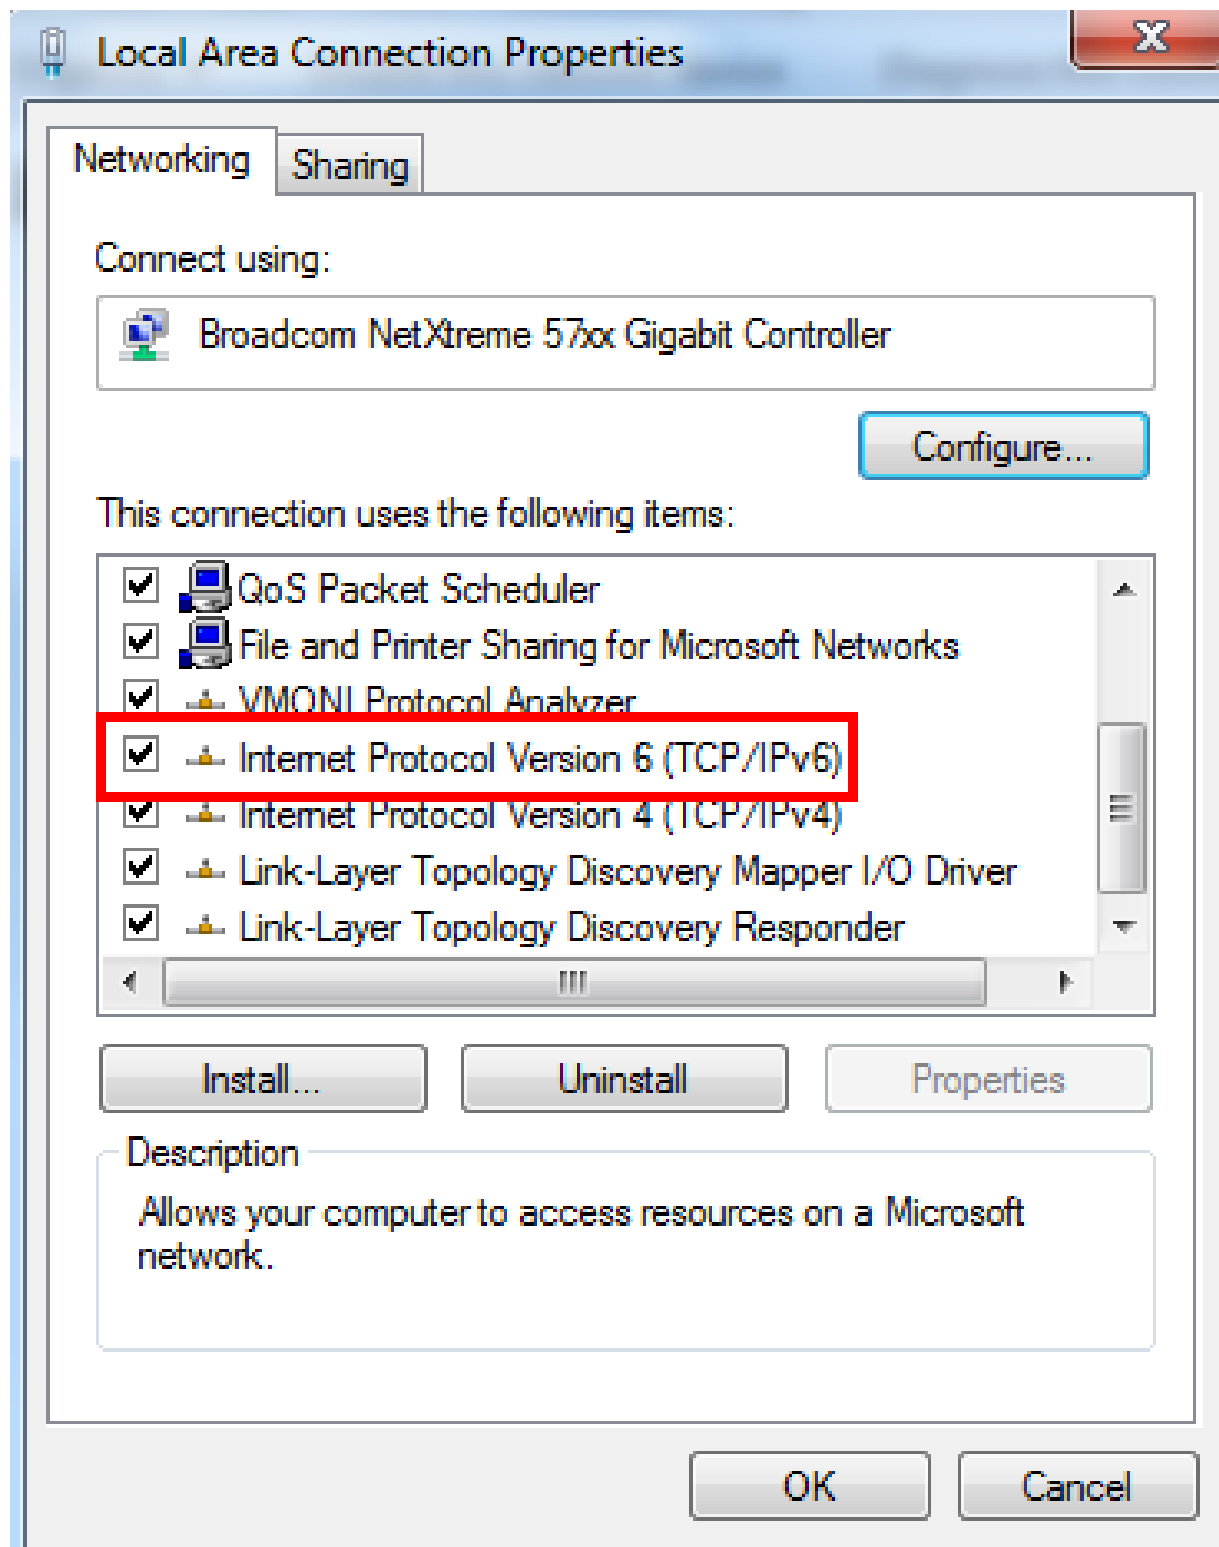 Local Area Connection Properties
Networking
Sharing
Connect using:
Broadcom NetXtreme 57xx Gigabit Controller
Configure...
This connection uses the following items:
QoS Packet Scheduler
File and Printer Sharing for Microsoft Networks
VMONI Protocol Analyzer
Internet Protocol Version 6 (TCP/IPv6)
Internet Protocol Version 4 (TCP/IPv4)
Link-Layer Topology Discovery Mapper I/O Driver
Link-Layer Topology Discovery Responder
Install...
Uninstall
Properties
Description
Allows your computer to access resources on a Microsoft
network.
OK
Cancel